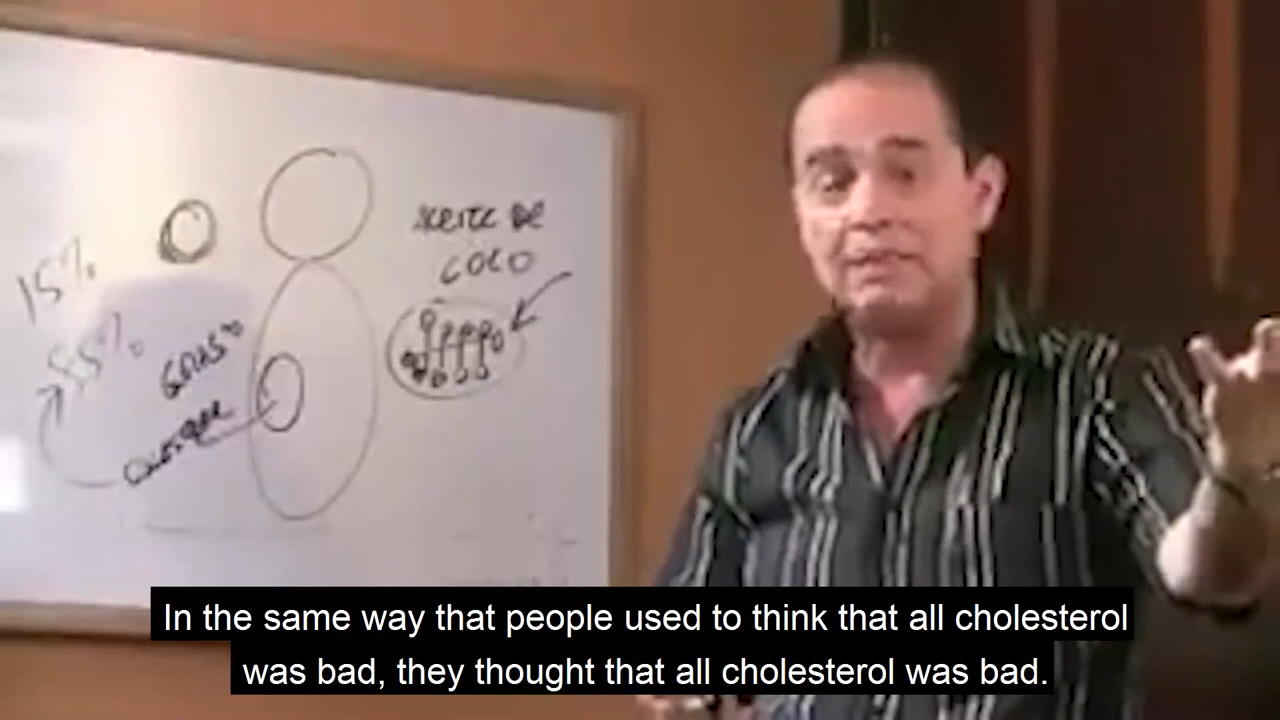 15%
55%
GRASO
ACEITE DE
COCO
In the same way that people used to think that all cholesterol
was bad, they thought that all cholesterol was bad.